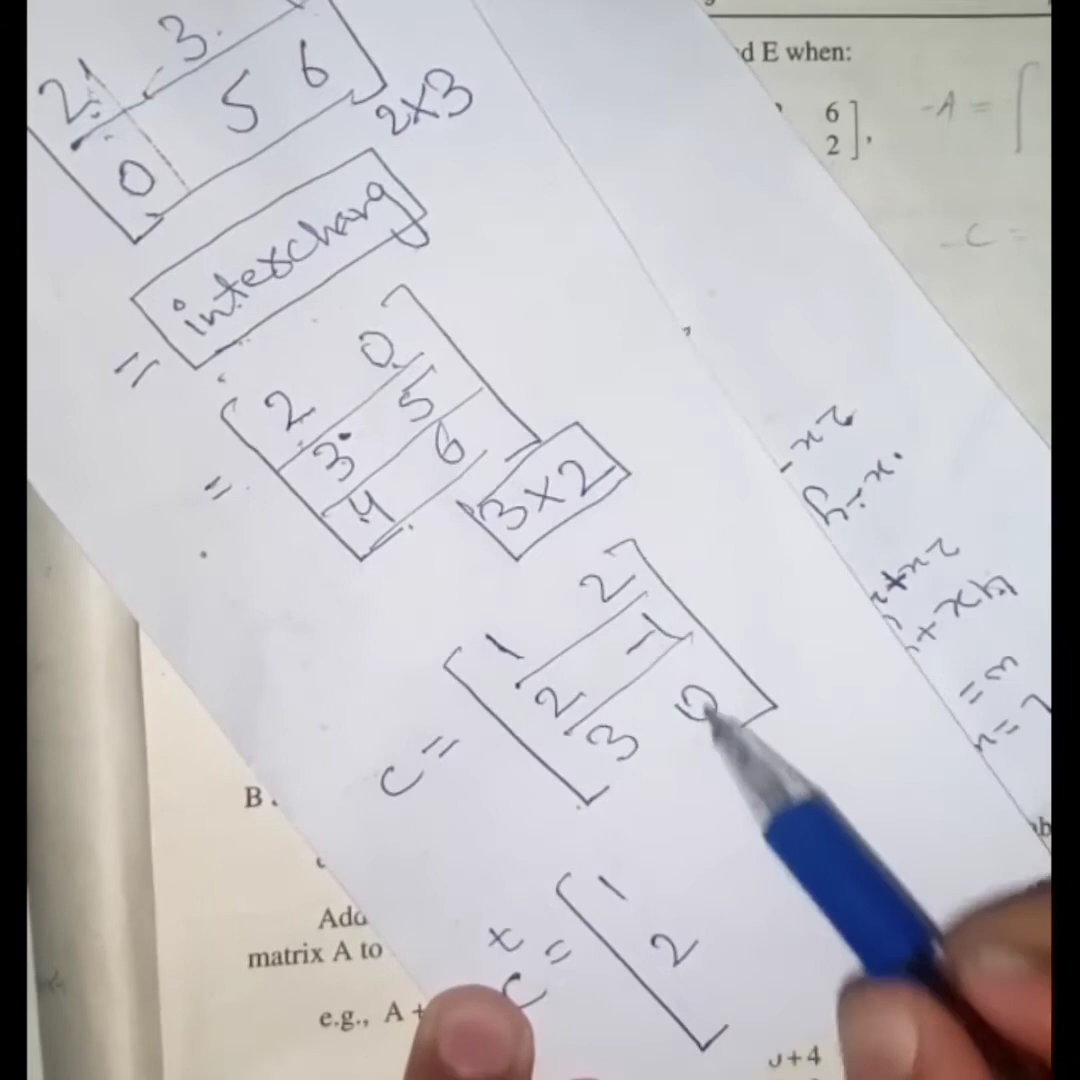 2 3
0 5 6
2×3
= interchang
= 2 0
3 5
4 6
3×2
C = 1 2
2 -1
3 0
C t = 1
2
d E when:
6
2 ],
-A = [
-C =
B
Add
matrix A to
e.g., A +
+4